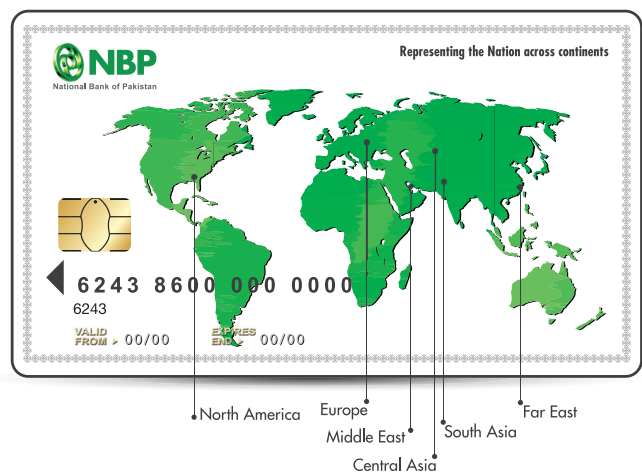 NBP
National Bank of Pakistan
Representing the Nation across continents
6243 8600 000 0000
6243
VALID FROM ► 00/00 EXPIRES END ► 00/00
North America
Europe
Middle East
Central Asia
South Asia
Far East